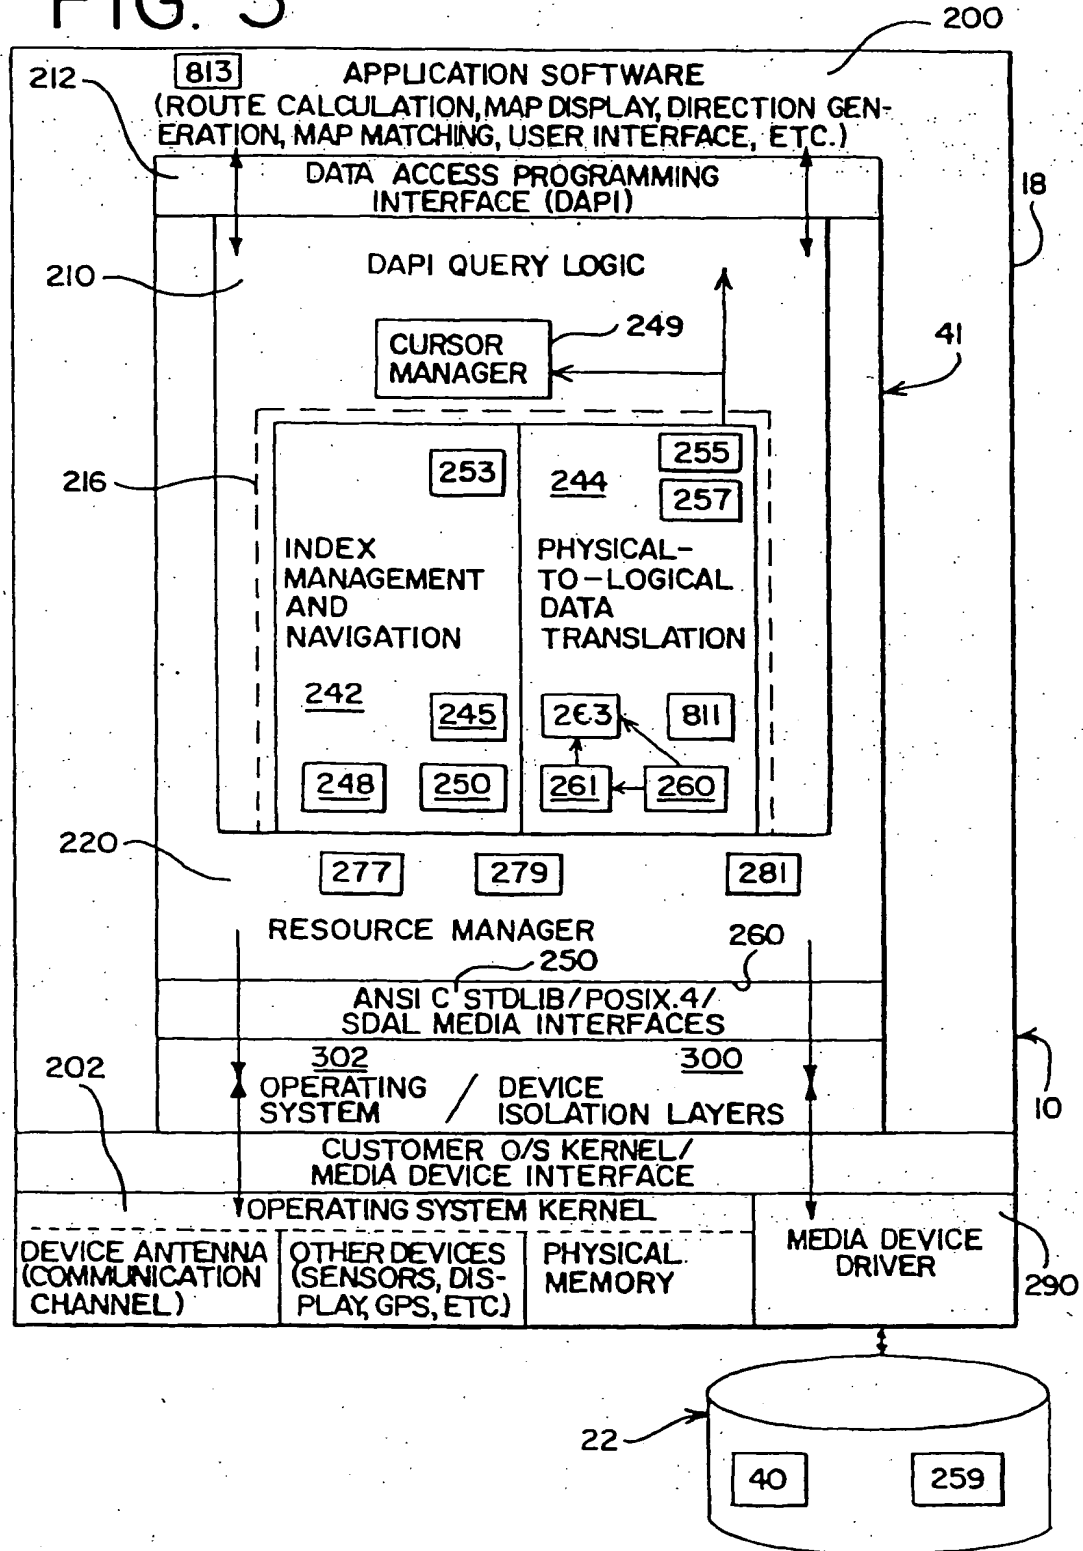 FIG. 3
200
212
813
APPLICATION SOFTWARE
(ROUTE CALCULATION, MAP DISPLAY, DIRECTION GEN-
ERATION, MAP MATCHING, USER INTERFACE, ETC.)
DATA ACCESS PROGRAMMING
INTERFACE (DAPI)
18
210
DAPI QUERY LOGIC
249
41
CURSOR
MANAGER
216
253
244
255
257
INDEX
MANAGEMENT
AND
NAVIGATION
PHYSICAL-
TO-LOGICAL
DATA
TRANSLATION
242
245
263
811
248
250
261
260
220
277
279
281
RESOURCE MANAGER
250
260
ANSI C STDLIB/POSIX.4/
SDAL MEDIA INTERFACES
202
302
300
OPERATING
SYSTEM
/
DEVICE
ISOLATION LAYERS
10
CUSTOMER O/S KERNEL/
MEDIA DEVICE INTERFACE
OPERATING SYSTEM KERNEL
DEVICE ANTENNA
(COMMUNICATION
CHANNEL)
OTHER DEVICES
(SENSORS, DIS-
PLAY, GPS, ETC)
PHYSICAL
MEMORY
MEDIA DEVICE
DRIVER
290
22
40
259